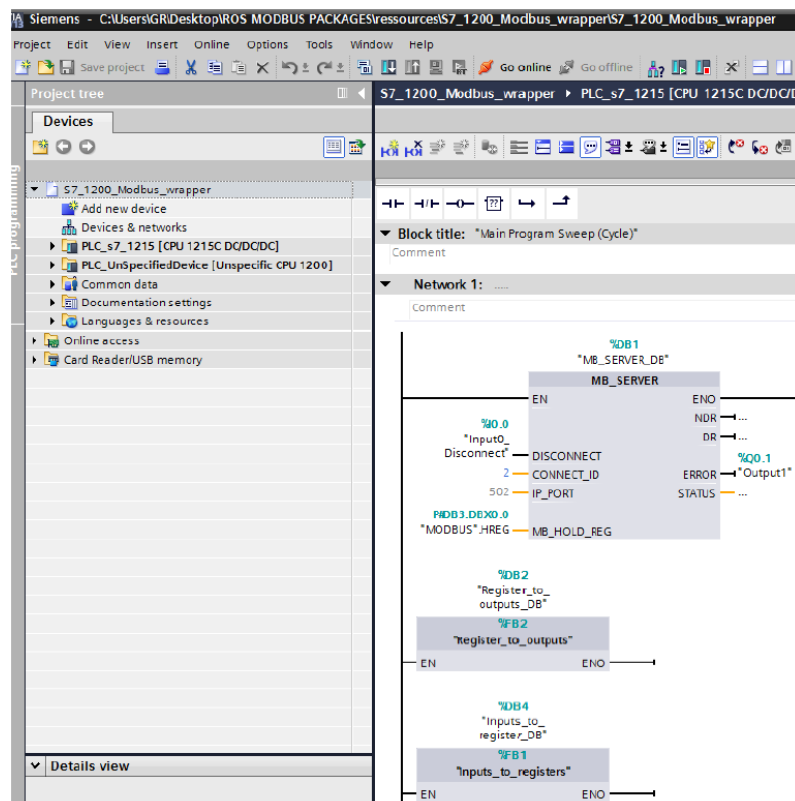 Siemens - C:\Users\GR\Desktop\ROS MODBUS PACKAGES\ressources\S7_1200_Modbus_wrapper\S7_1200_Modbus_wrapper
Project Edit View Insert Online Options Tools Window Help
Save project Go online Go offline
Project tree
S7_1200_Modbus_wrapper PLC_s7_1215 [CPU 1215C DC/DC/D
Devices
PLC programming
S7_1200_Modbus_wrapper
Add new device
Devices & networks
PLC_s7_1215 [CPU 1215C DC/DC/DC]
PLC_UnSpecifiedDevice [Unspecific CPU 1200]
Common data
Documentation settings
Languages & resources
Online access
Card Reader/USB memory
Details view
??
Block title: "Main Program Sweep (Cycle)"
Comment
Network 1: .....
Comment
%DB1
"MB_SERVER_DB"
MB_SERVER
EN ENO
NDR ...
DR ...
%I0.0
"Input0_
Disconnect" DISCONNECT
%Q0.1
2 CONNECT_ID ERROR "Output1"
502 IP_PORT STATUS ...
P#DB3.DBX0.0
"MODBUS".HREG MB_HOLD_REG
%DB2
"Register_to_
outputs_DB"
%FB2
"Register_to_outputs"
EN ENO
%DB4
"Inputs_to_
register_DB"
%FB1
"Inputs_to_registers"
EN ENO